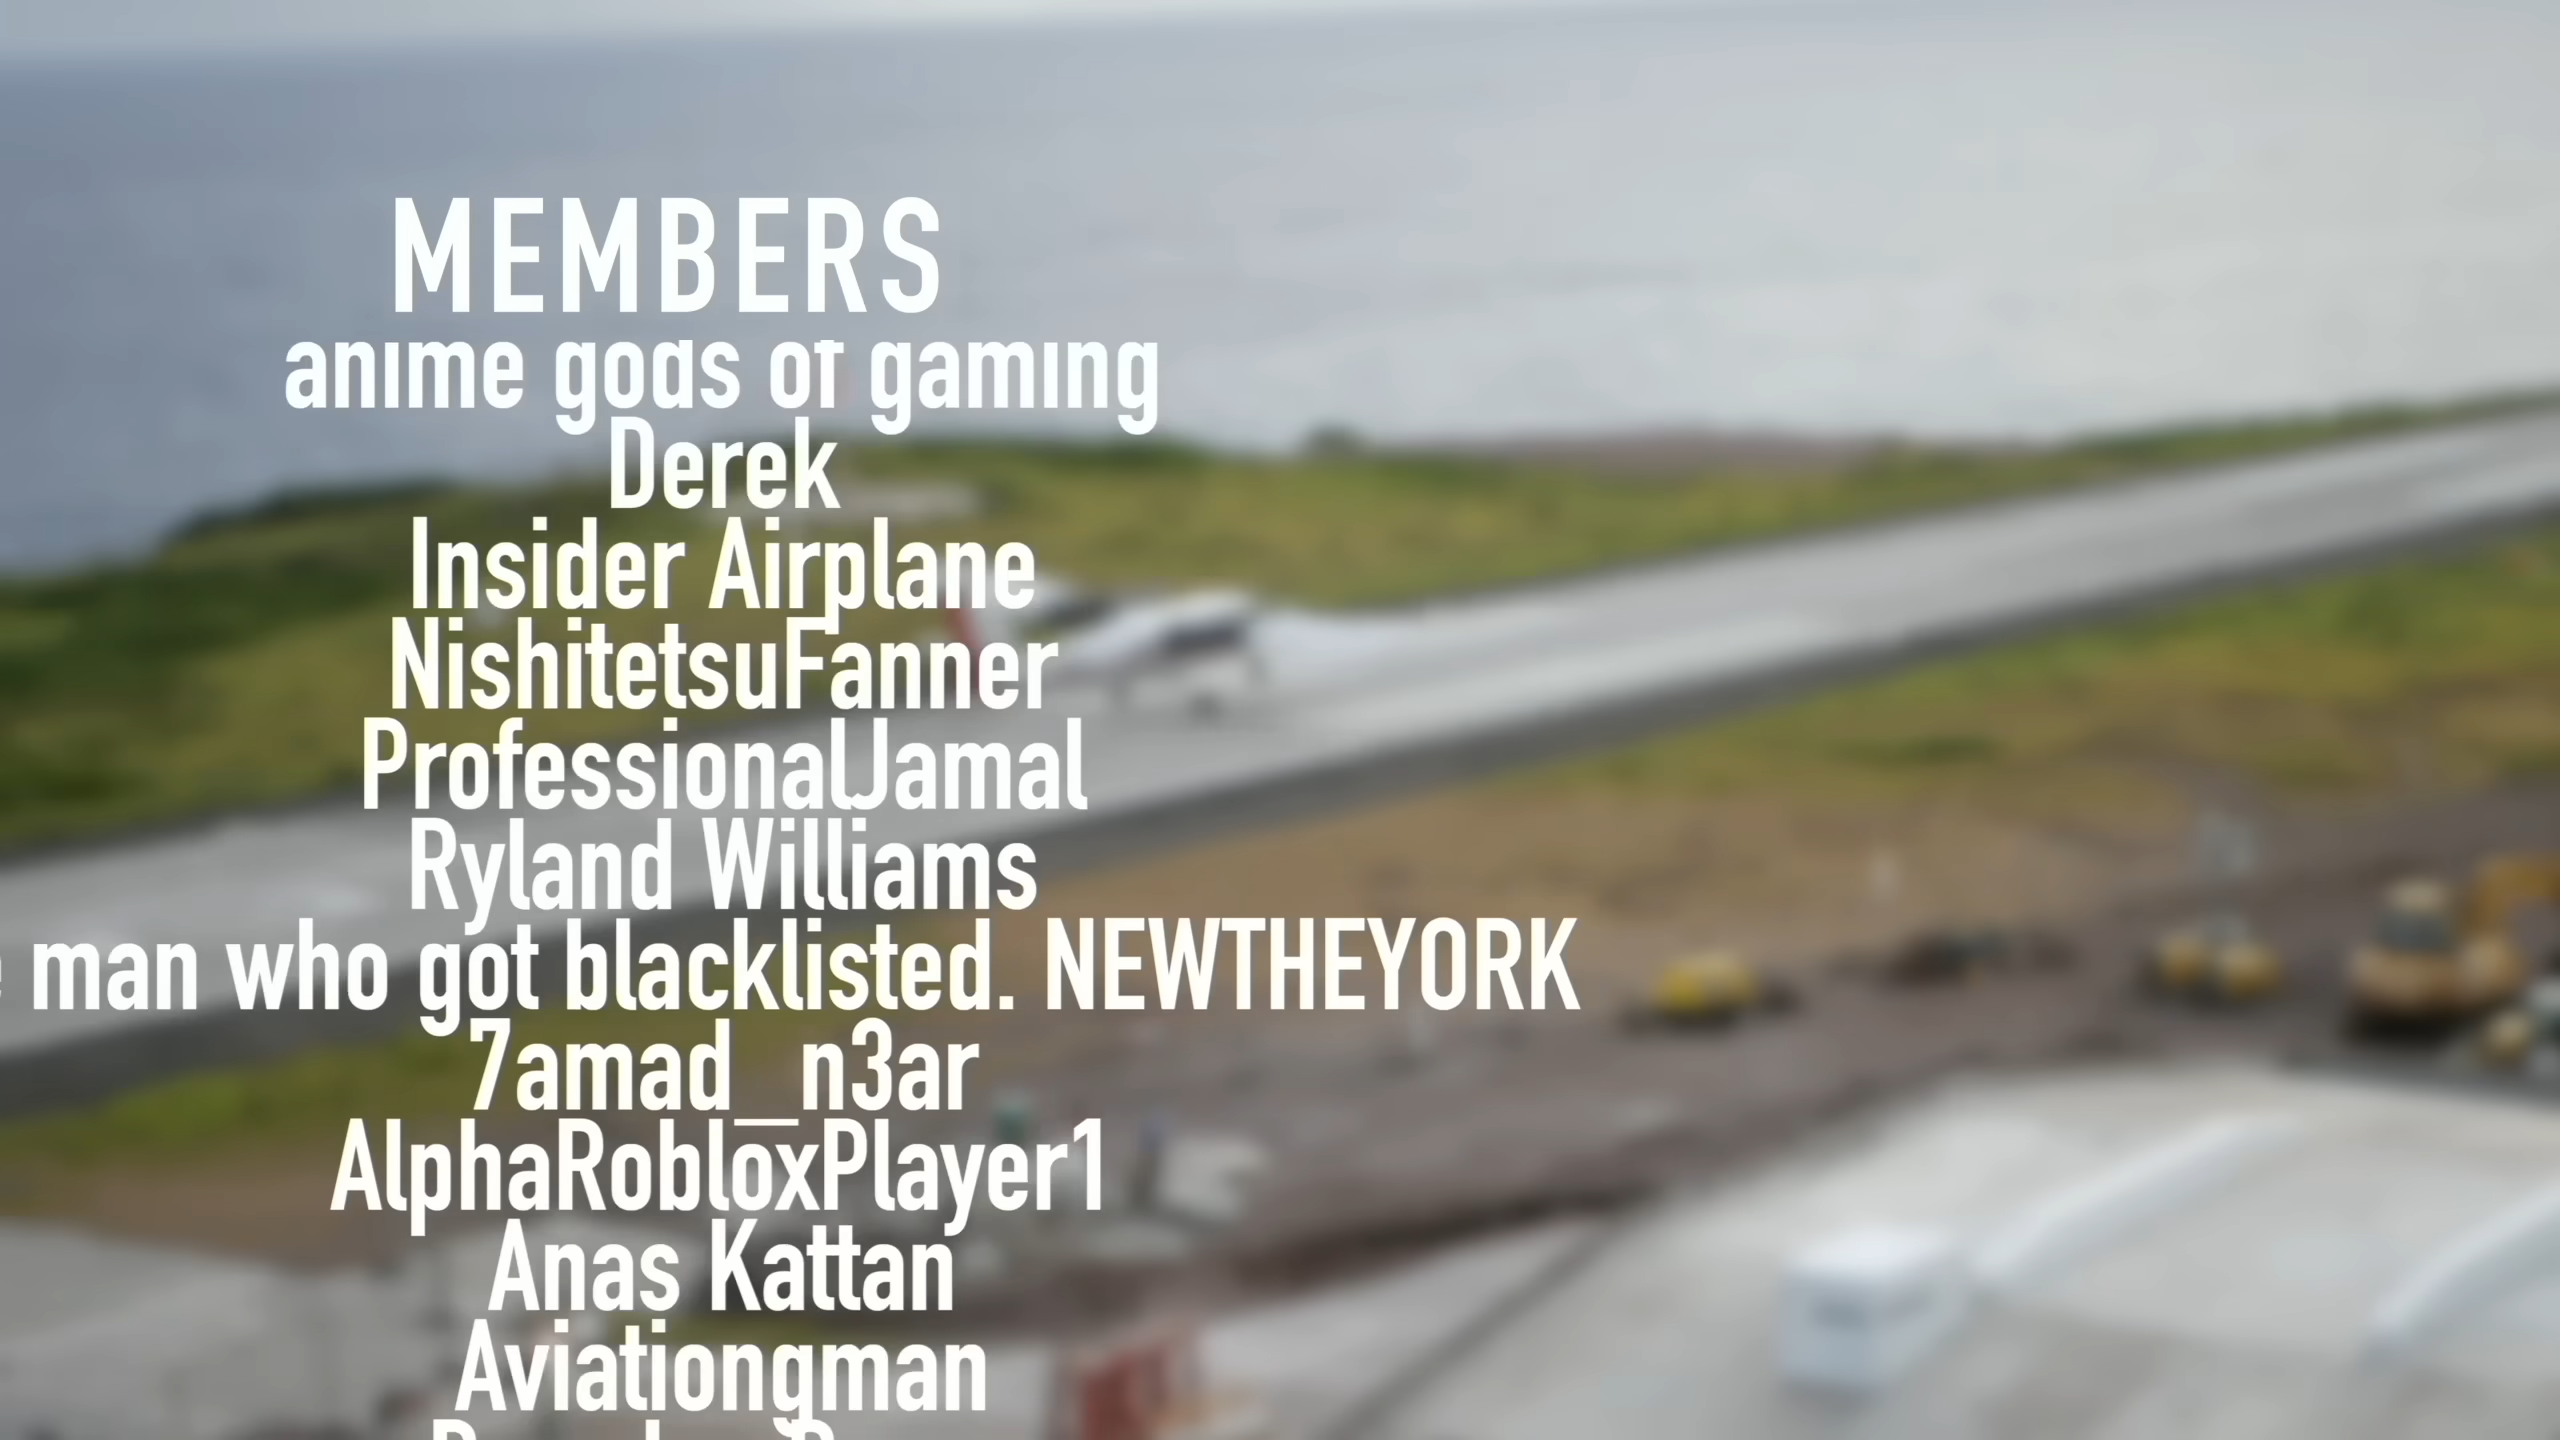 MEMBERS
anime gods of gaming
Derek
Insider Airplane
NishitetsuFanner
ProfessionalJamal
Ryland Williams
man who got blacklisted. NEWTHEYORK
7amad_n3ar
AlphaRobloxPlayer1
Anas Kattan
Aviationgman